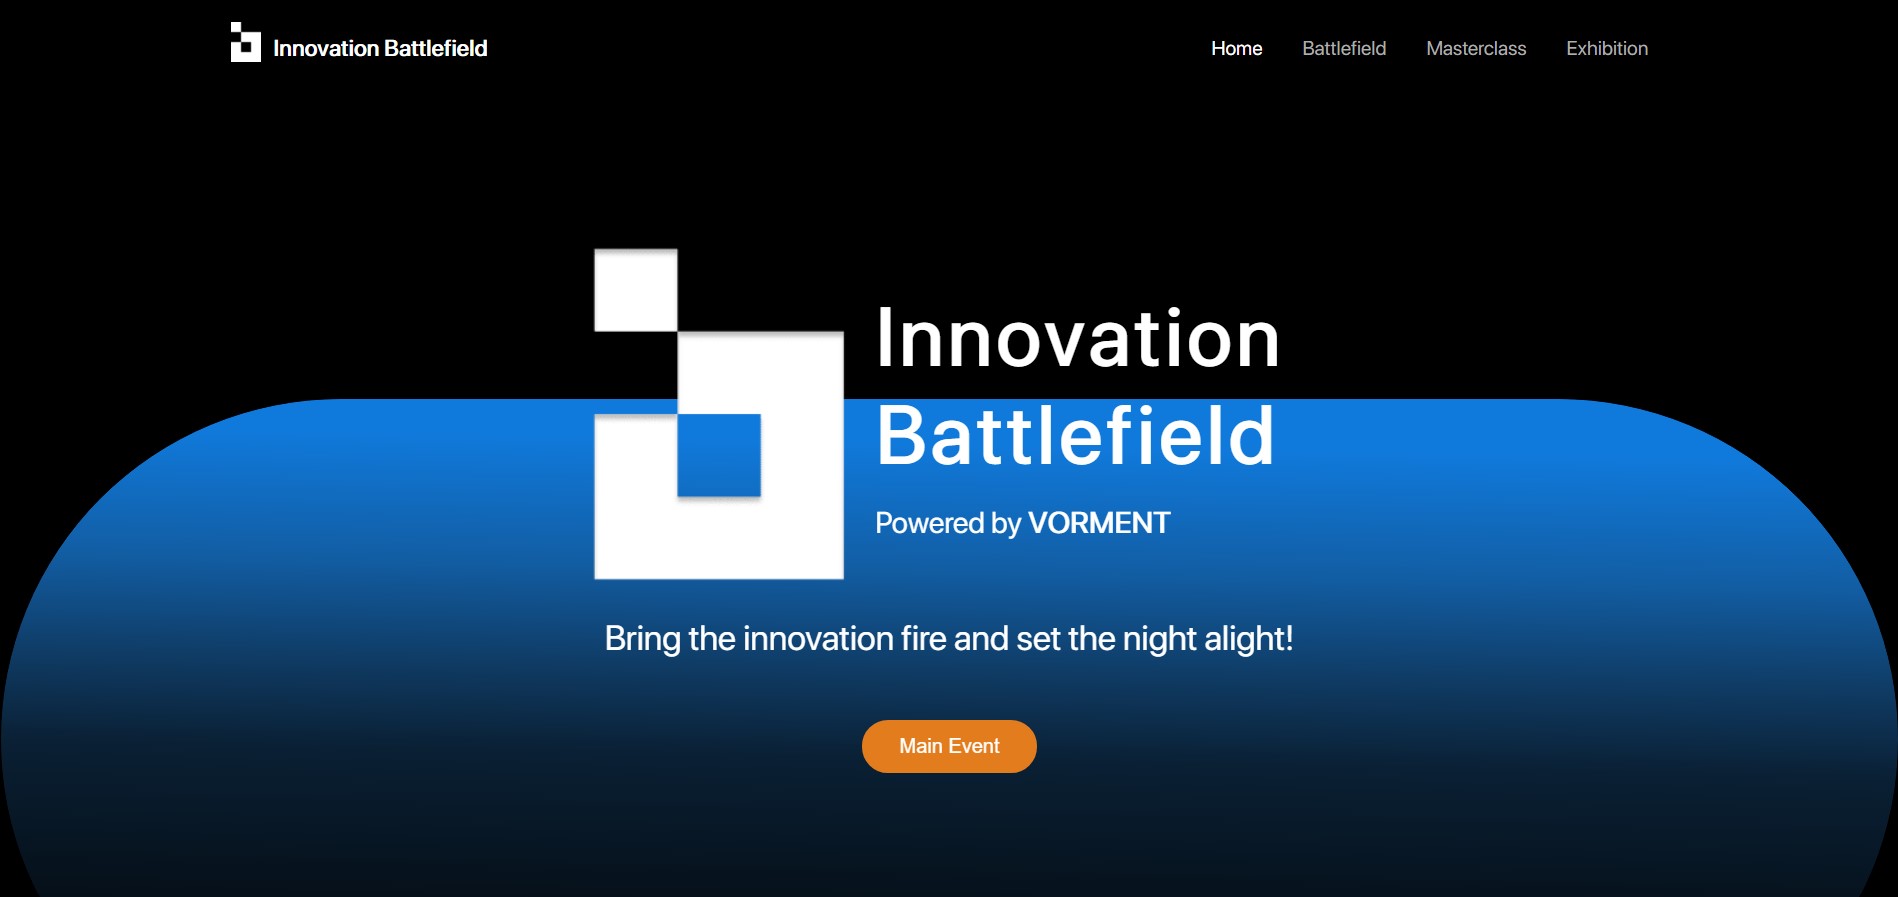 Innovation Battlefield
Home Battlefield Masterclass Exhibition
Innovation
Battlefield
Powered by VORMENT
Bring the innovation fire and set the night alight!
Main Event